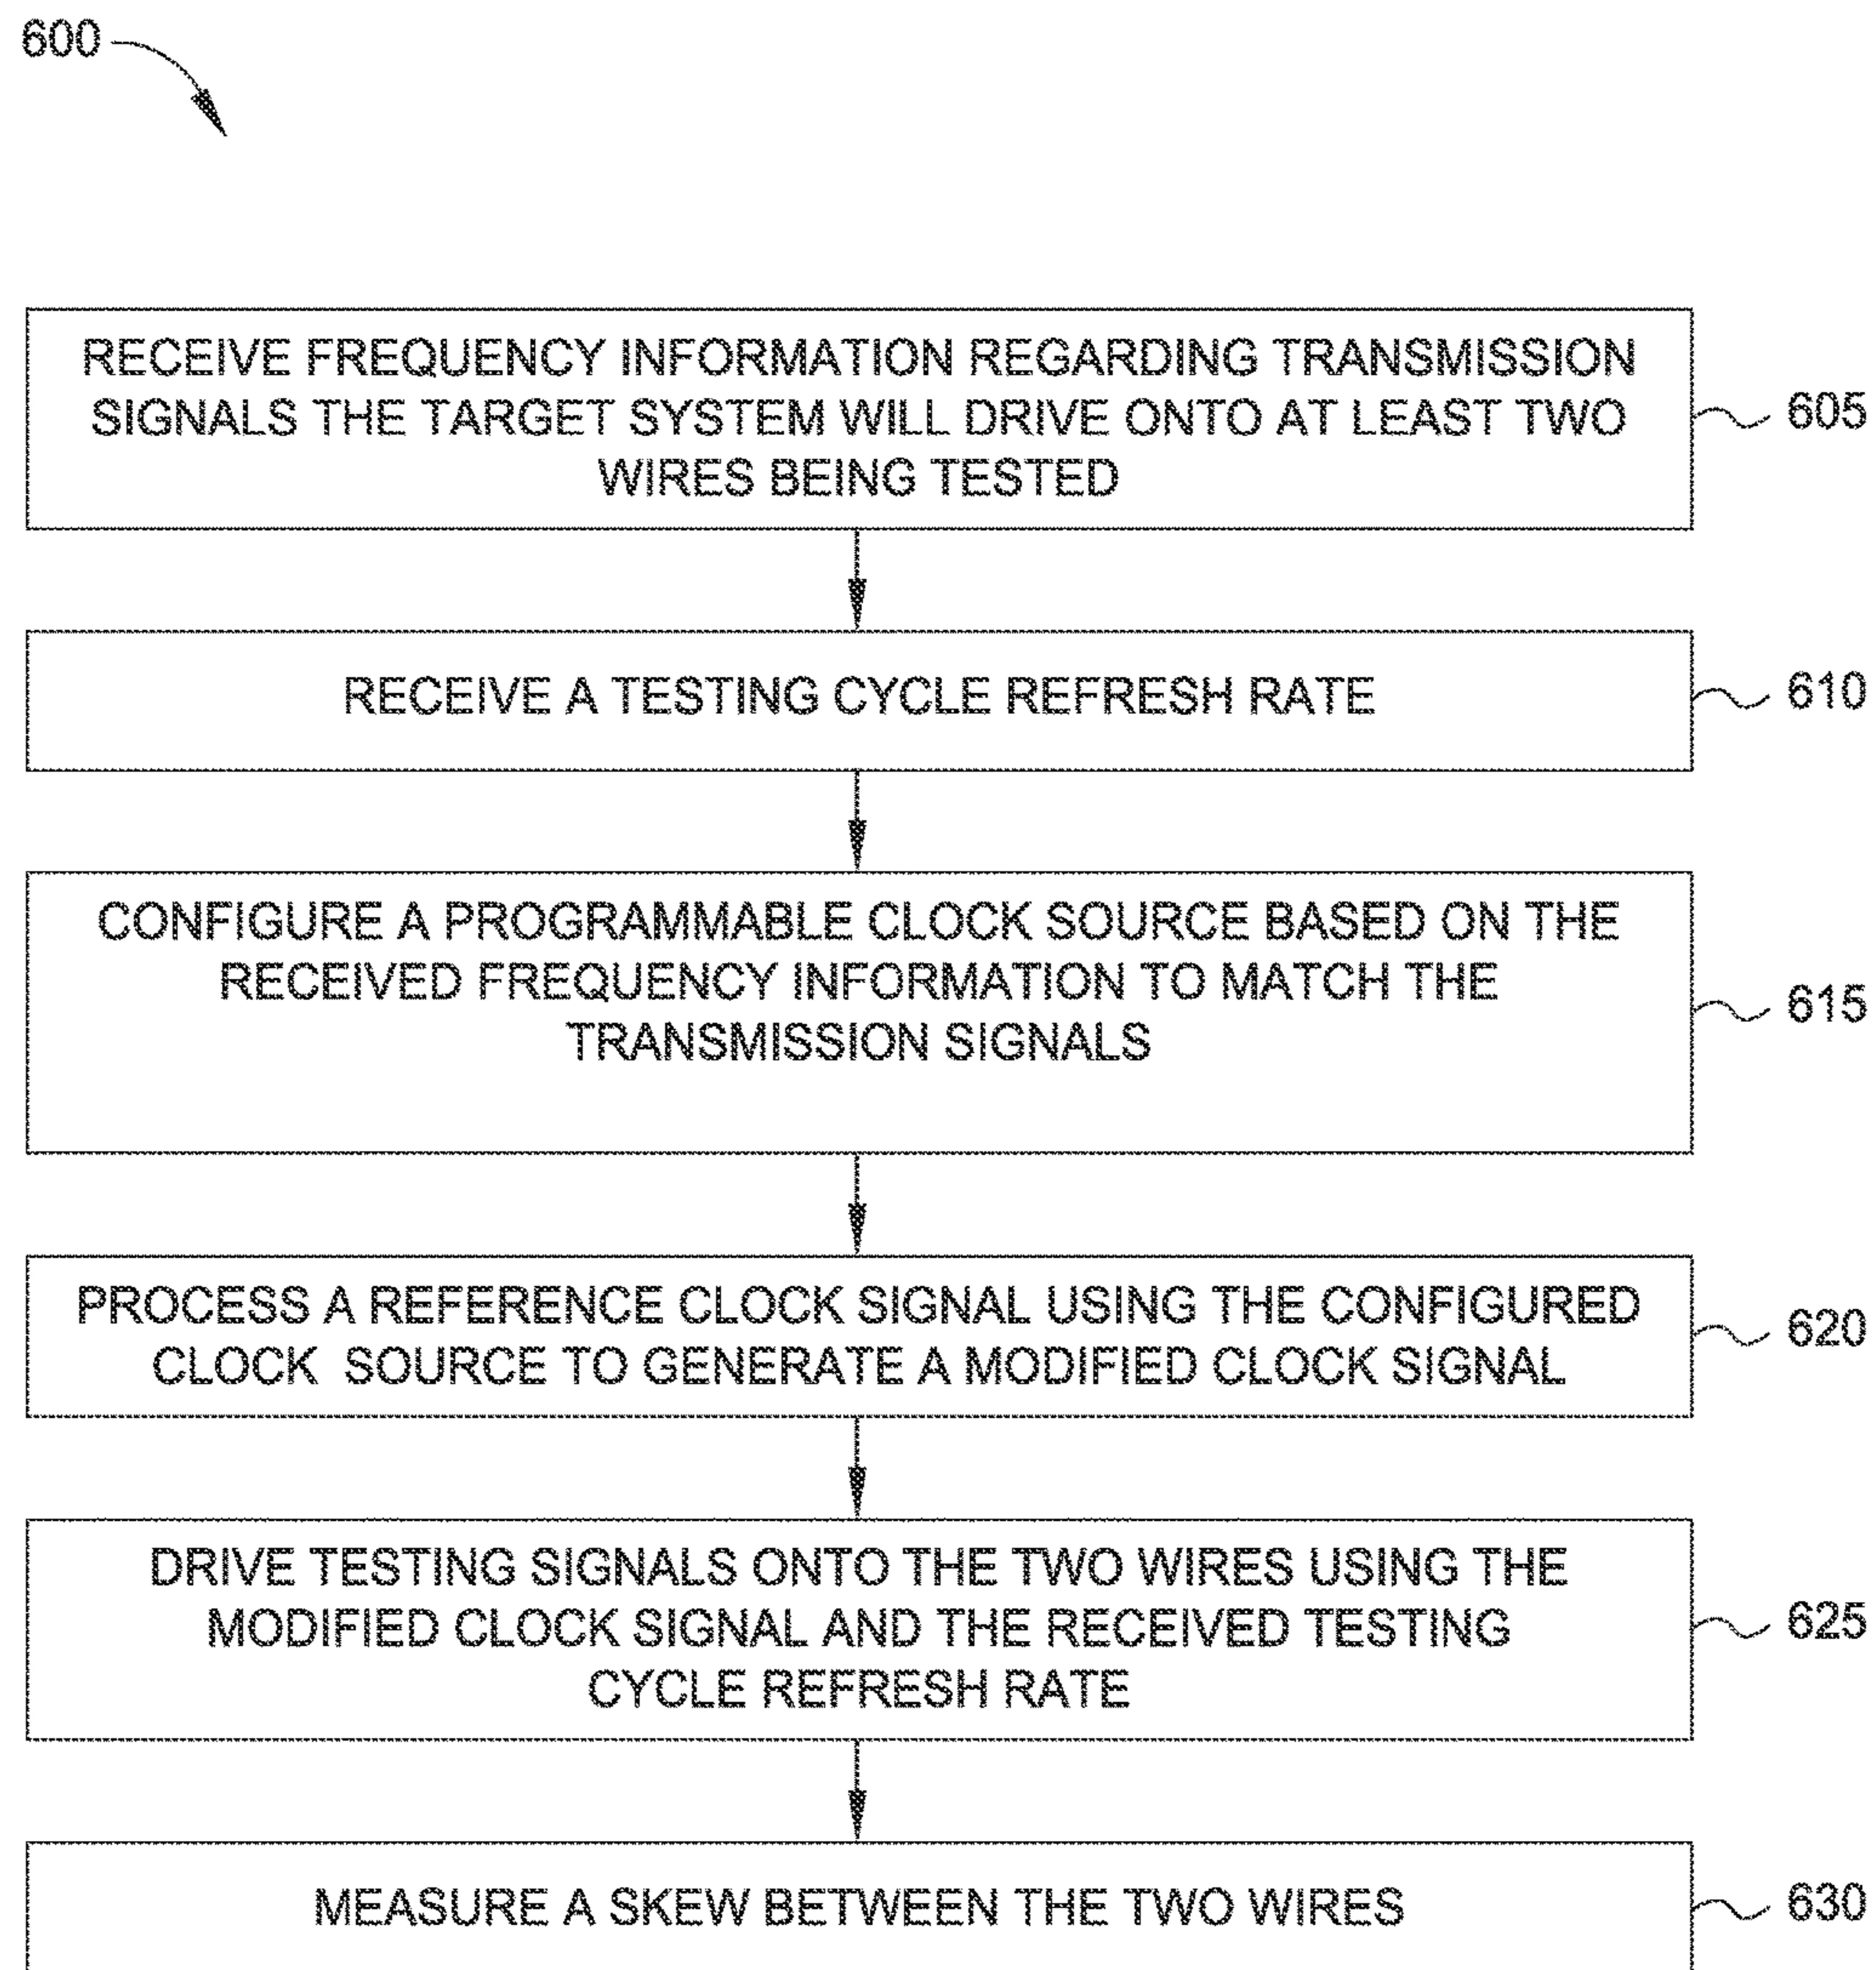 600
RECEIVE FREQUENCY INFORMATION REGARDING TRANSMISSION
SIGNALS THE TARGET SYSTEM WILL DRIVE ONTO AT LEAST TWO
WIRES BEING TESTED
605
RECEIVE A TESTING CYCLE REFRESH RATE
610
CONFIGURE A PROGRAMMABLE CLOCK SOURCE BASED ON THE
RECEIVED FREQUENCY INFORMATION TO MATCH THE
TRANSMISSION SIGNALS
615
PROCESS A REFERENCE CLOCK SIGNAL USING THE CONFIGURED
CLOCK SOURCE TO GENERATE A MODIFIED CLOCK SIGNAL
620
DRIVE TESTING SIGNALS ONTO THE TWO WIRES USING THE
MODIFIED CLOCK SIGNAL AND THE RECEIVED TESTING
CYCLE REFRESH RATE
625
MEASURE A SKEW BETWEEN THE TWO WIRES
630